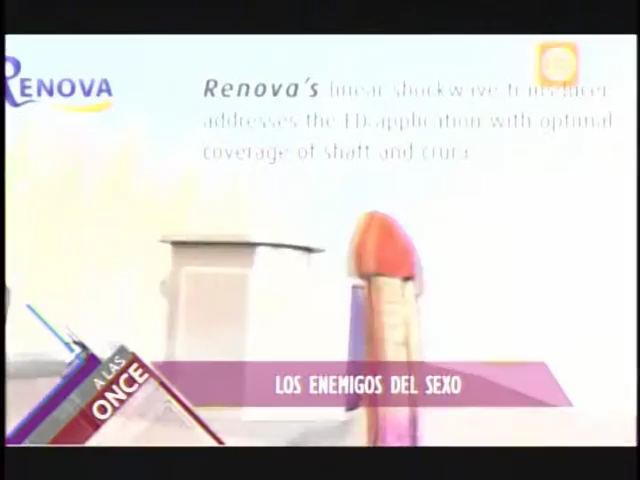 RENOVA
Renova's linear shockwave transducer
addresses the ED application with optimal
coverage of shaft and crura
A LAS
ONCE
LOS ENEMIGOS DEL SEXO